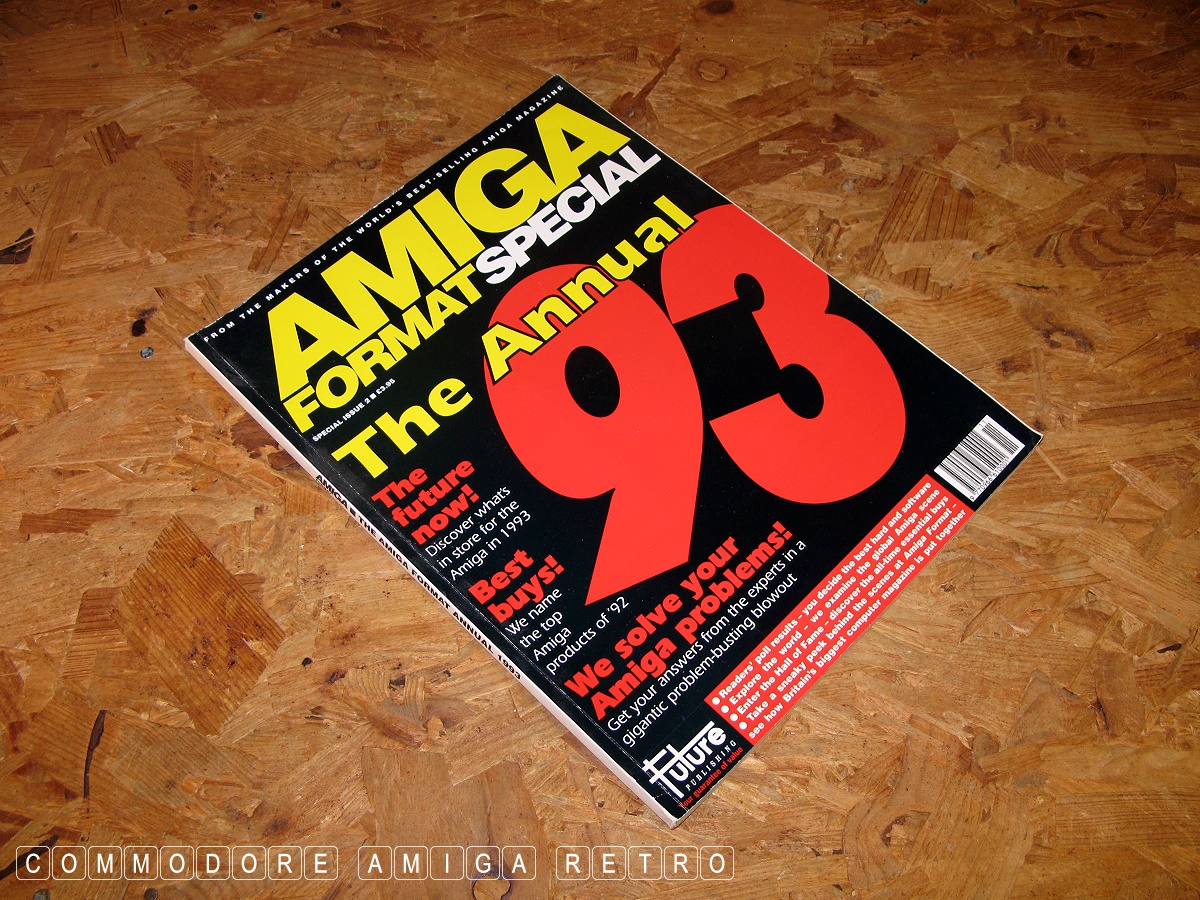 FROM THE MAKERS OF THE WORLD'S BEST-SELLING AMIGA MAGAZINE
AMIGA
FORMAT SPECIAL
SPECIAL ISSUE 2 ■ £3.95
The Annual
93
The
future
now!
Discover what's
in store for the
Amiga in 1993
Best
buys!
We name
the top
Amiga
products of '92
We solve your
Amiga problems!
Get your answers from the experts in a
gigantic problem-busting blowout
● Readers' poll results – you decide the best hard and software
● Explore the world – we examine the global Amiga scene
● Enter the Hall of Fame – discover the all-time essential buys
● Take a sneaky peek behind the scenes at Amiga Format –
see how Britain's biggest computer magazine is put together
Future
PUBLISHING
Your guarantee of value
THE AMIGA FORMAT ANNUAL 1993
COMMODORE AMIGA RETRO